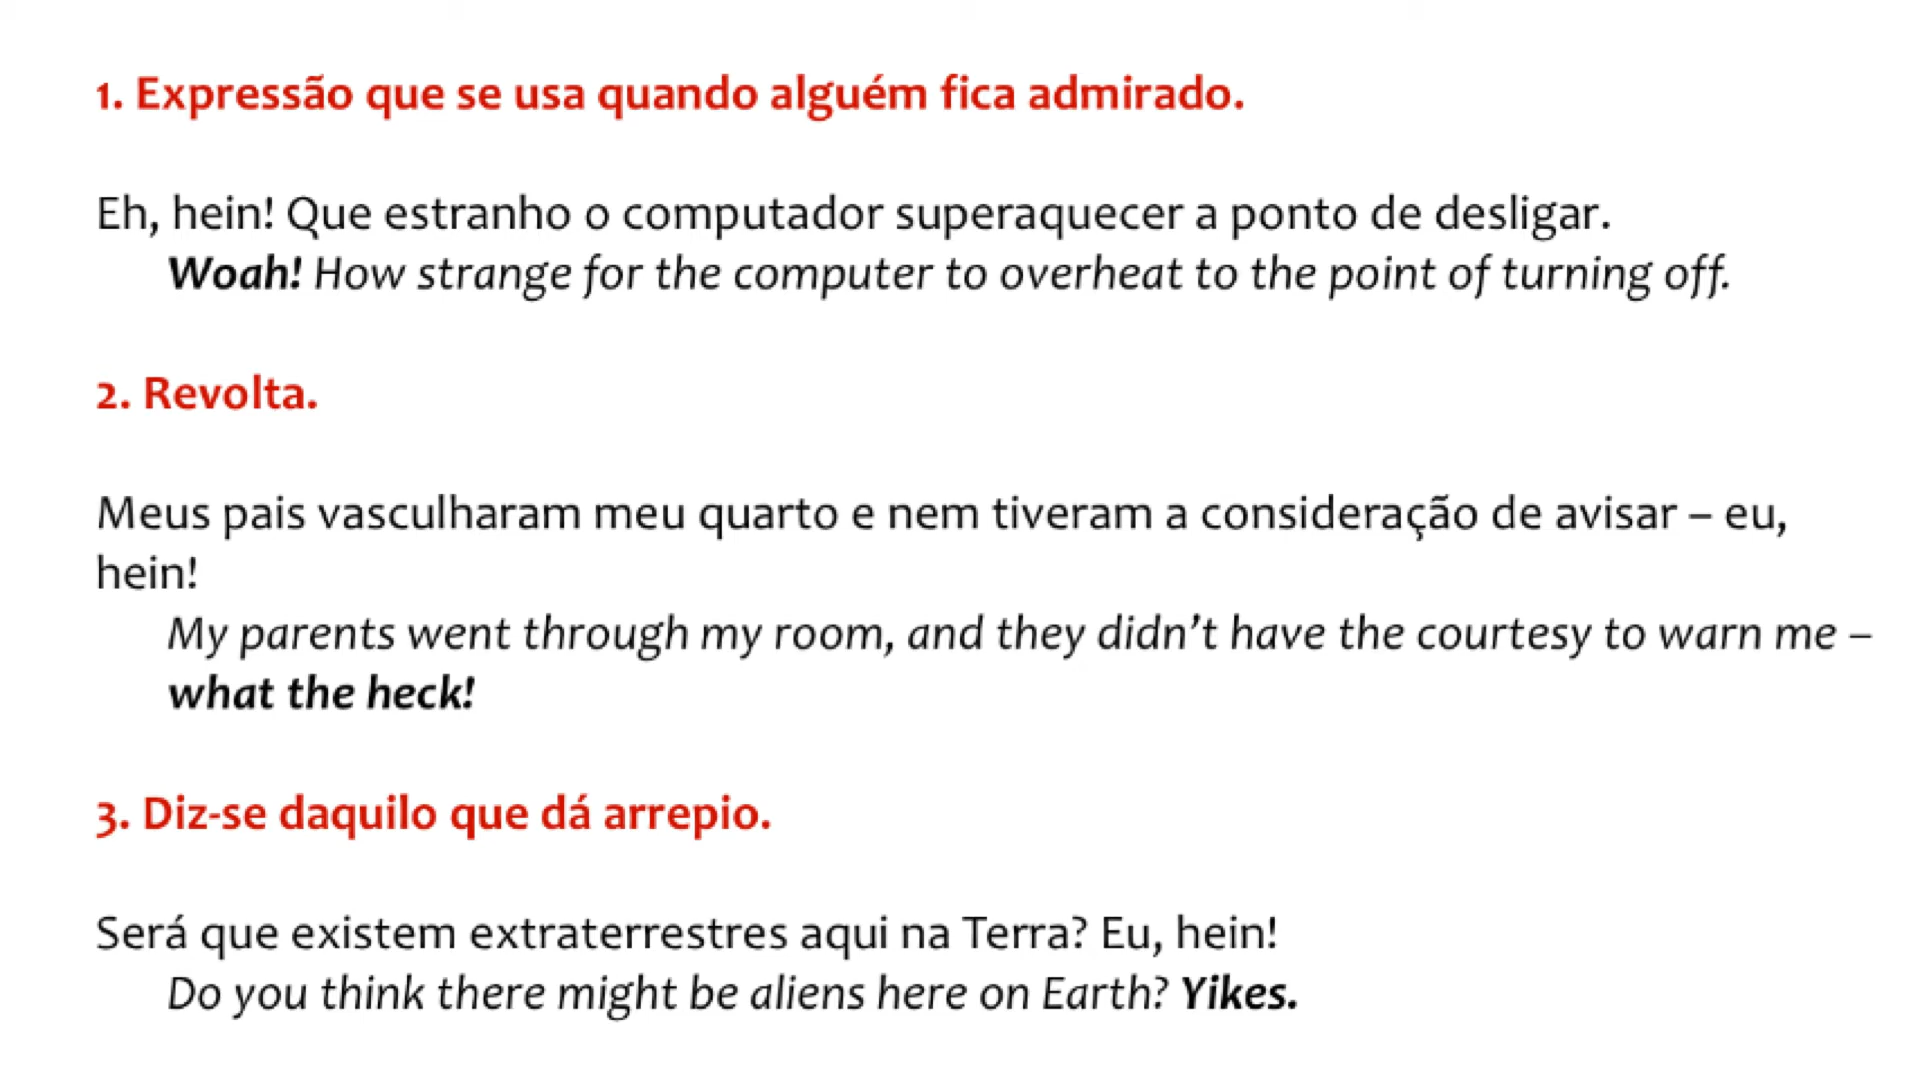 1. Expressão que se usa quando alguém fica admirado.
Eh, hein! Que estranho o computador superaquecer a ponto de desligar.
Woah! How strange for the computer to overheat to the point of turning off.
2. Revolta.
Meus pais vasculharam meu quarto e nem tiveram a consideração de avisar – eu,
hein!
My parents went through my room, and they didn’t have the courtesy to warn me –
what the heck!
3. Diz-se daquilo que dá arrepio.
Será que existem extraterrestres aqui na Terra? Eu, hein!
Do you think there might be aliens here on Earth? Yikes.